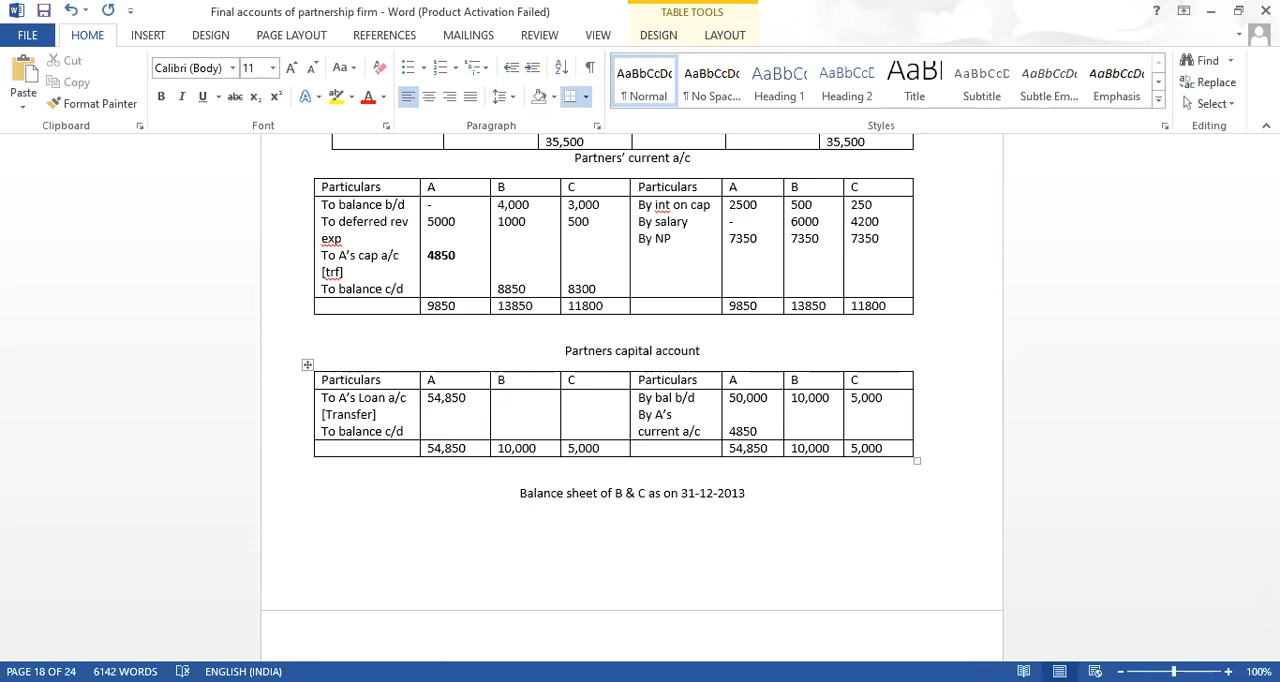 Final accounts of partnership firm - Word (Product Activation Failed)
TABLE TOOLS
FILE HOME INSERT DESIGN PAGE LAYOUT REFERENCES MAILINGS REVIEW VIEW DESIGN LAYOUT
Paste
Cut
Copy
Format Painter
Clipboard
Calibri (Body) 11
Font
Paragraph
AaBbCcDc AaBbCcDc AaBbCc AaBbCcD AaBl AaBbCcD AaBbCcDc AaBbCcDc
¶ Normal ¶ No Spac... Heading 1 Heading 2 Title Subtitle Subtle Em... Emphasis
Styles
Find
Replace
Select
Editing
35,500 35,500
Partners’ current a/c
Particulars A B C Particulars A B C
To balance b/d - 4,000 3,000 By int on cap 2500 500 250
To deferred rev 5000 1000 500 By salary - 6000 4200
exp By NP 7350 7350 7350
To A’s cap a/c 4850
[trf]
To balance c/d 8850 8300
9850 13850 11800 9850 13850 11800
Partners capital account
Particulars A B C Particulars A B C
To A’s Loan a/c 54,850 By bal b/d 50,000 10,000 5,000
[Transfer] By A’s
To balance c/d current a/c 4850
54,850 10,000 5,000 54,850 10,000 5,000
Balance sheet of B & C as on 31-12-2013
PAGE 18 OF 24 6142 WORDS ENGLISH (INDIA) 100%